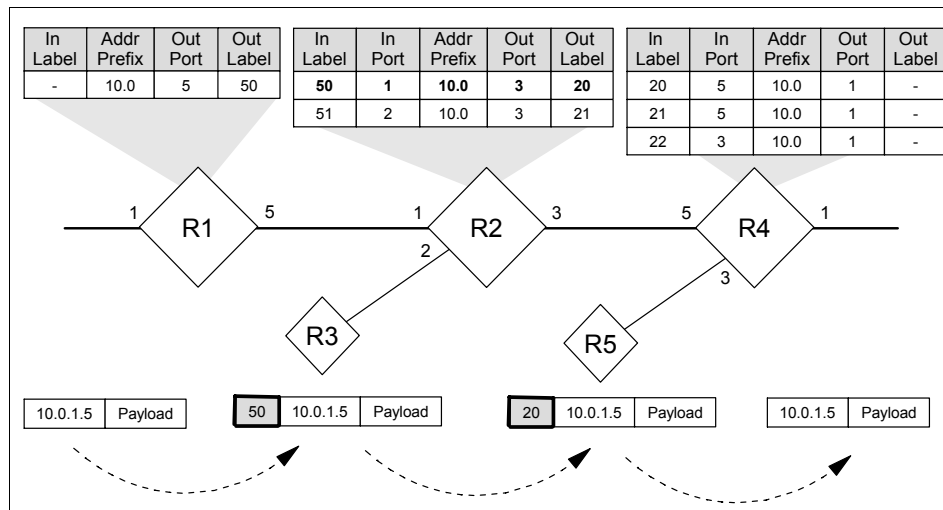 In Label Addr Prefix Out Port Out Label
- 10.0 5 50
In Label In Port Addr Prefix Out Port Out Label
50 1 10.0 3 20
51 2 10.0 3 21
In Label In Port Addr Prefix Out Port Out Label
20 5 10.0 1 -
21 5 10.0 1 -
22 3 10.0 1 -
1 R1 5 1 R2 3 5 R4 1
2 3
R3 R5
10.0.1.5 Payload
50 10.0.1.5 Payload
20 10.0.1.5 Payload
10.0.1.5 Payload